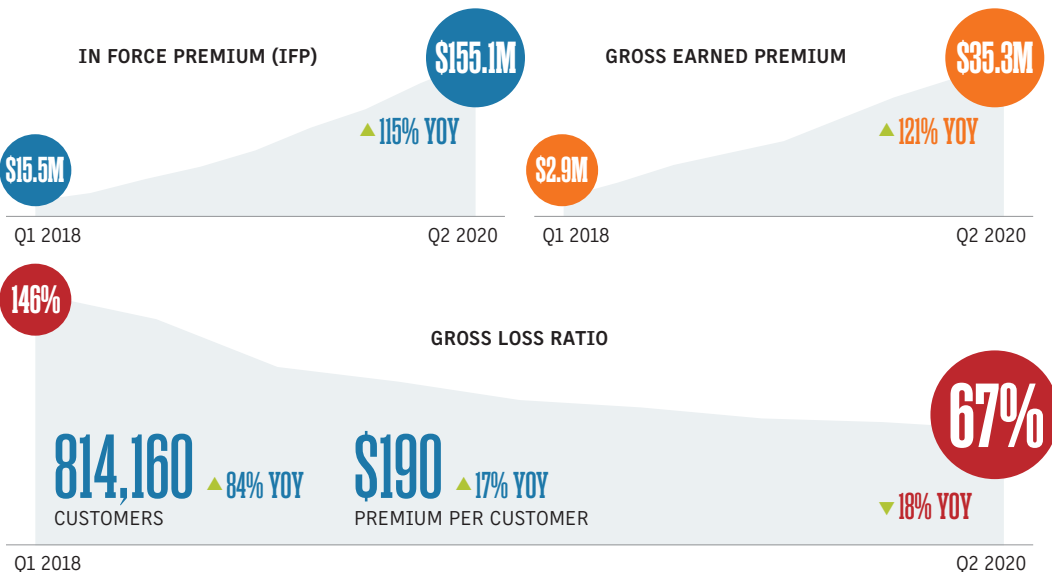 IN FORCE PREMIUM (IFP)
$155.1M
▲ 115% YOY
$15.5M
Q1 2018
Q2 2020
GROSS EARNED PREMIUM
$35.3M
▲ 121% YOY
$2.9M
Q1 2018
Q2 2020
146%
GROSS LOSS RATIO
67%
814,160 ▲ 84% YOY
CUSTOMERS
$190 ▲ 17% YOY
PREMIUM PER CUSTOMER
▼ 18% YOY
Q1 2018
Q2 2020